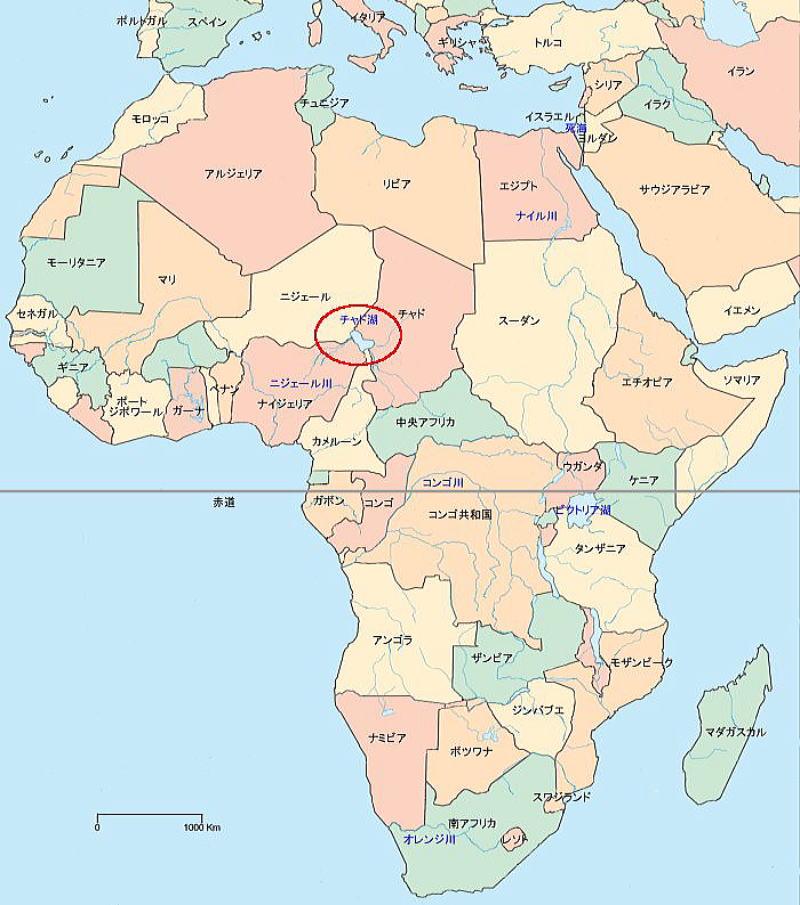 ポルトガル
スペイン
イタリア
ギリシャ
トルコ
シリア
イラク
イラン
イスラエル
死海
ヨルダン
チュニジア
モロッコ
アルジェリア
リビア
エジプト
サウジアラビア
ナイル川
モーリタニア
マリ
ニジェール
チャド湖
チャド
スーダン
イエメン
セネガル
ギニア
ニジェール川
ナイジェリア
エチオピア
ソマリア
コート
ジボワール
ガーナ
ベナン
カメルーン
中央アフリカ
ウガンダ
ケニア
赤道
ガボン
コンゴ
コンゴ川
コンゴ共和国
ビクトリア湖
タンザニア
アンゴラ
ザンビア
モザンビーク
ジンバブエ
マダガスカル
ナミビア
ボツワナ
スワジランド
南アフリカ
オレンジ川
レソト
0 1000 Km